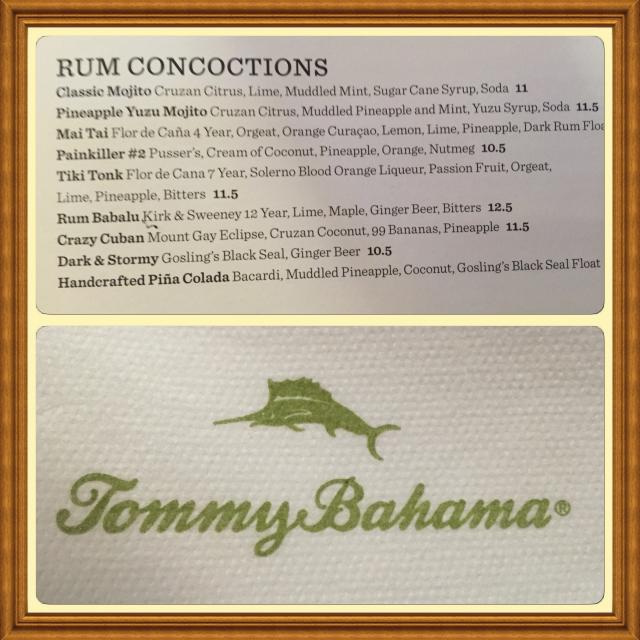 RUM CONCOCTIONS
Classic Mojito Cruzan Citrus, Lime, Muddled Mint, Sugar Cane Syrup, Soda 11
Pineapple Yuzu Mojito Cruzan Citrus, Muddled Pineapple and Mint, Yuzu Syrup, Soda 11.5
Mai Tai Flor de Caña 4 Year, Orgeat, Orange Curaçao, Lemon, Lime, Pineapple, Dark Rum
Painkiller #2 Pusser's, Cream of Coconut, Pineapple, Orange, Nutmeg 10.5
Tiki Tonk Flor de Cana 7 Year, Solerno Blood Orange Liqueur, Passion Fruit, Orgeat,
Lime, Pineapple, Bitters 11.5
Rum Babalu Kirk & Sweeney 12 Year, Lime, Maple, Ginger Beer, Bitters 12.5
Crazy Cuban Mount Gay Eclipse, Cruzan Coconut, 99 Bananas, Pineapple 11.5
Dark & Stormy Gosling's Black Seal, Ginger Beer 10.5
Handcrafted Piña Colada Bacardi, Muddled Pineapple, Coconut, Gosling's Black Seal Float
Tommy Bahama®